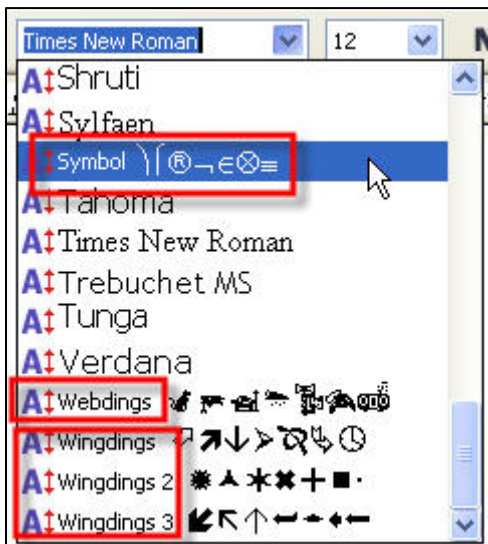 Times New Roman 12 N
Shruti
Sylfaen
Symbol
Tahoma
Times New Roman
Trebuchet MS
Tunga
Verdana
Webdings
Wingdings
Wingdings 2
Wingdings 3